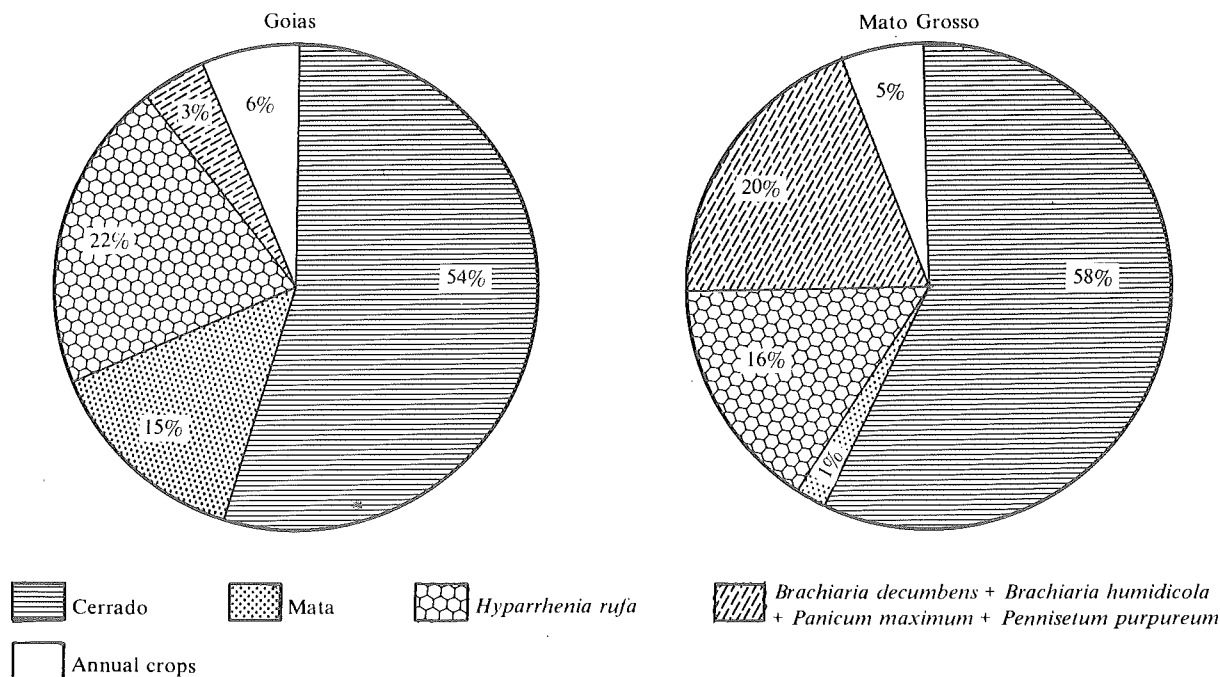 Goias
Mato Grosso
3%
6%
22%
54%
15%
5%
20%
58%
16%
1%
Cerrado
Mata
Hyparrhenia rufa
Brachiaria decumbens + Brachiaria humidicola
+ Panicum maximum + Pennisetum purpureum
Annual crops